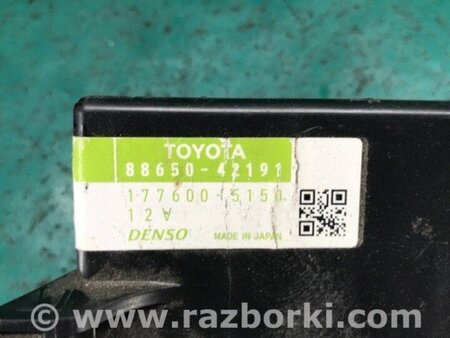 TOYOTA
88650-42191
177600-5150
12V
DENSO MADE IN JAPAN
www.razborki.com